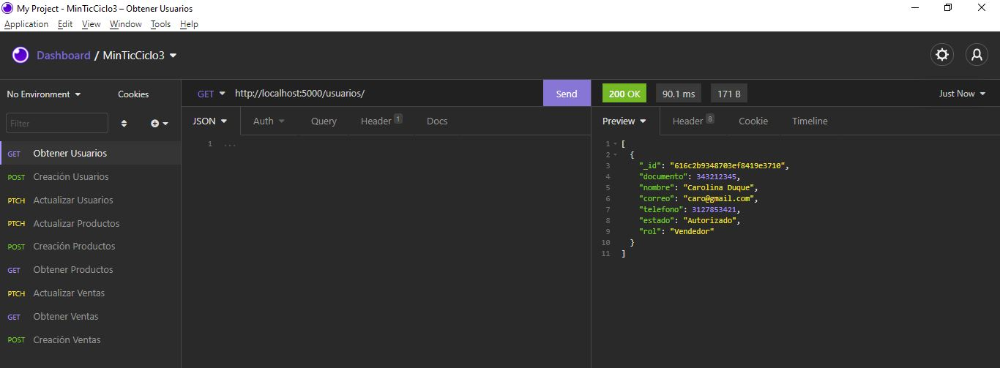 My Project - MinTicCiclo3 – Obtener Usuarios
Application Edit View Window Tools Help
Dashboard / MinTicCiclo3
No Environment Cookies
Filter
GET Obtener Usuarios
POST Creación Usuarios
PTCH Actualizar Usuarios
PTCH Actualizar Productos
POST Creación Productos
GET Obtener Productos
PTCH Actualizar Ventas
GET Obtener Ventas
POST Creación Ventas
GET http://localhost:5000/usuarios/ Send
JSON Auth Query Header 1 Docs
1 ...
200 OK 90.1 ms 171 B Just Now
Preview Header 8 Cookie Timeline
1 [
2 {
3 "_id": "616c2b9348703ef8419e3710",
4 "documento": 343212345,
5 "nombre": "Carolina Duque",
6 "correo": "caro@gmail.com",
7 "telefono": 3127853421,
8 "estado": "Autorizado",
9 "rol": "Vendedor"
10 }
11 ]